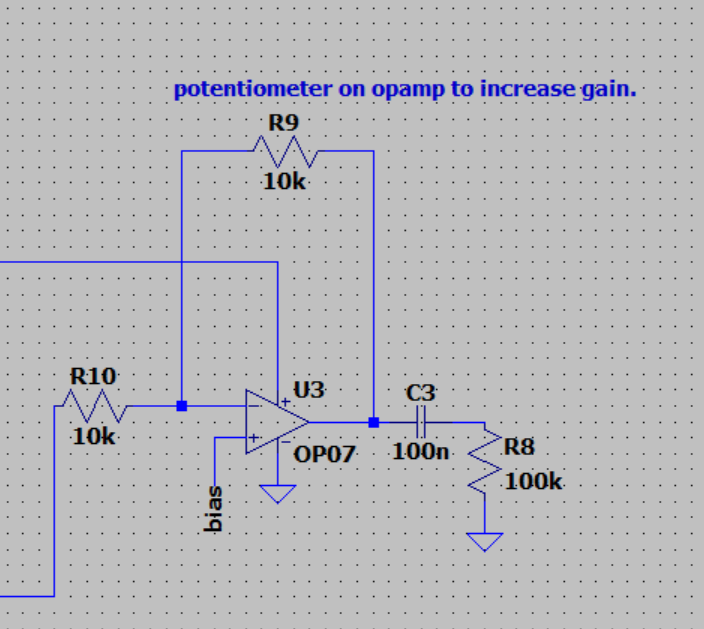 potentiometer on opamp to increase gain.
R9
10k
R10
10k
U3
OP07
C3
100n
R8
100k
bias